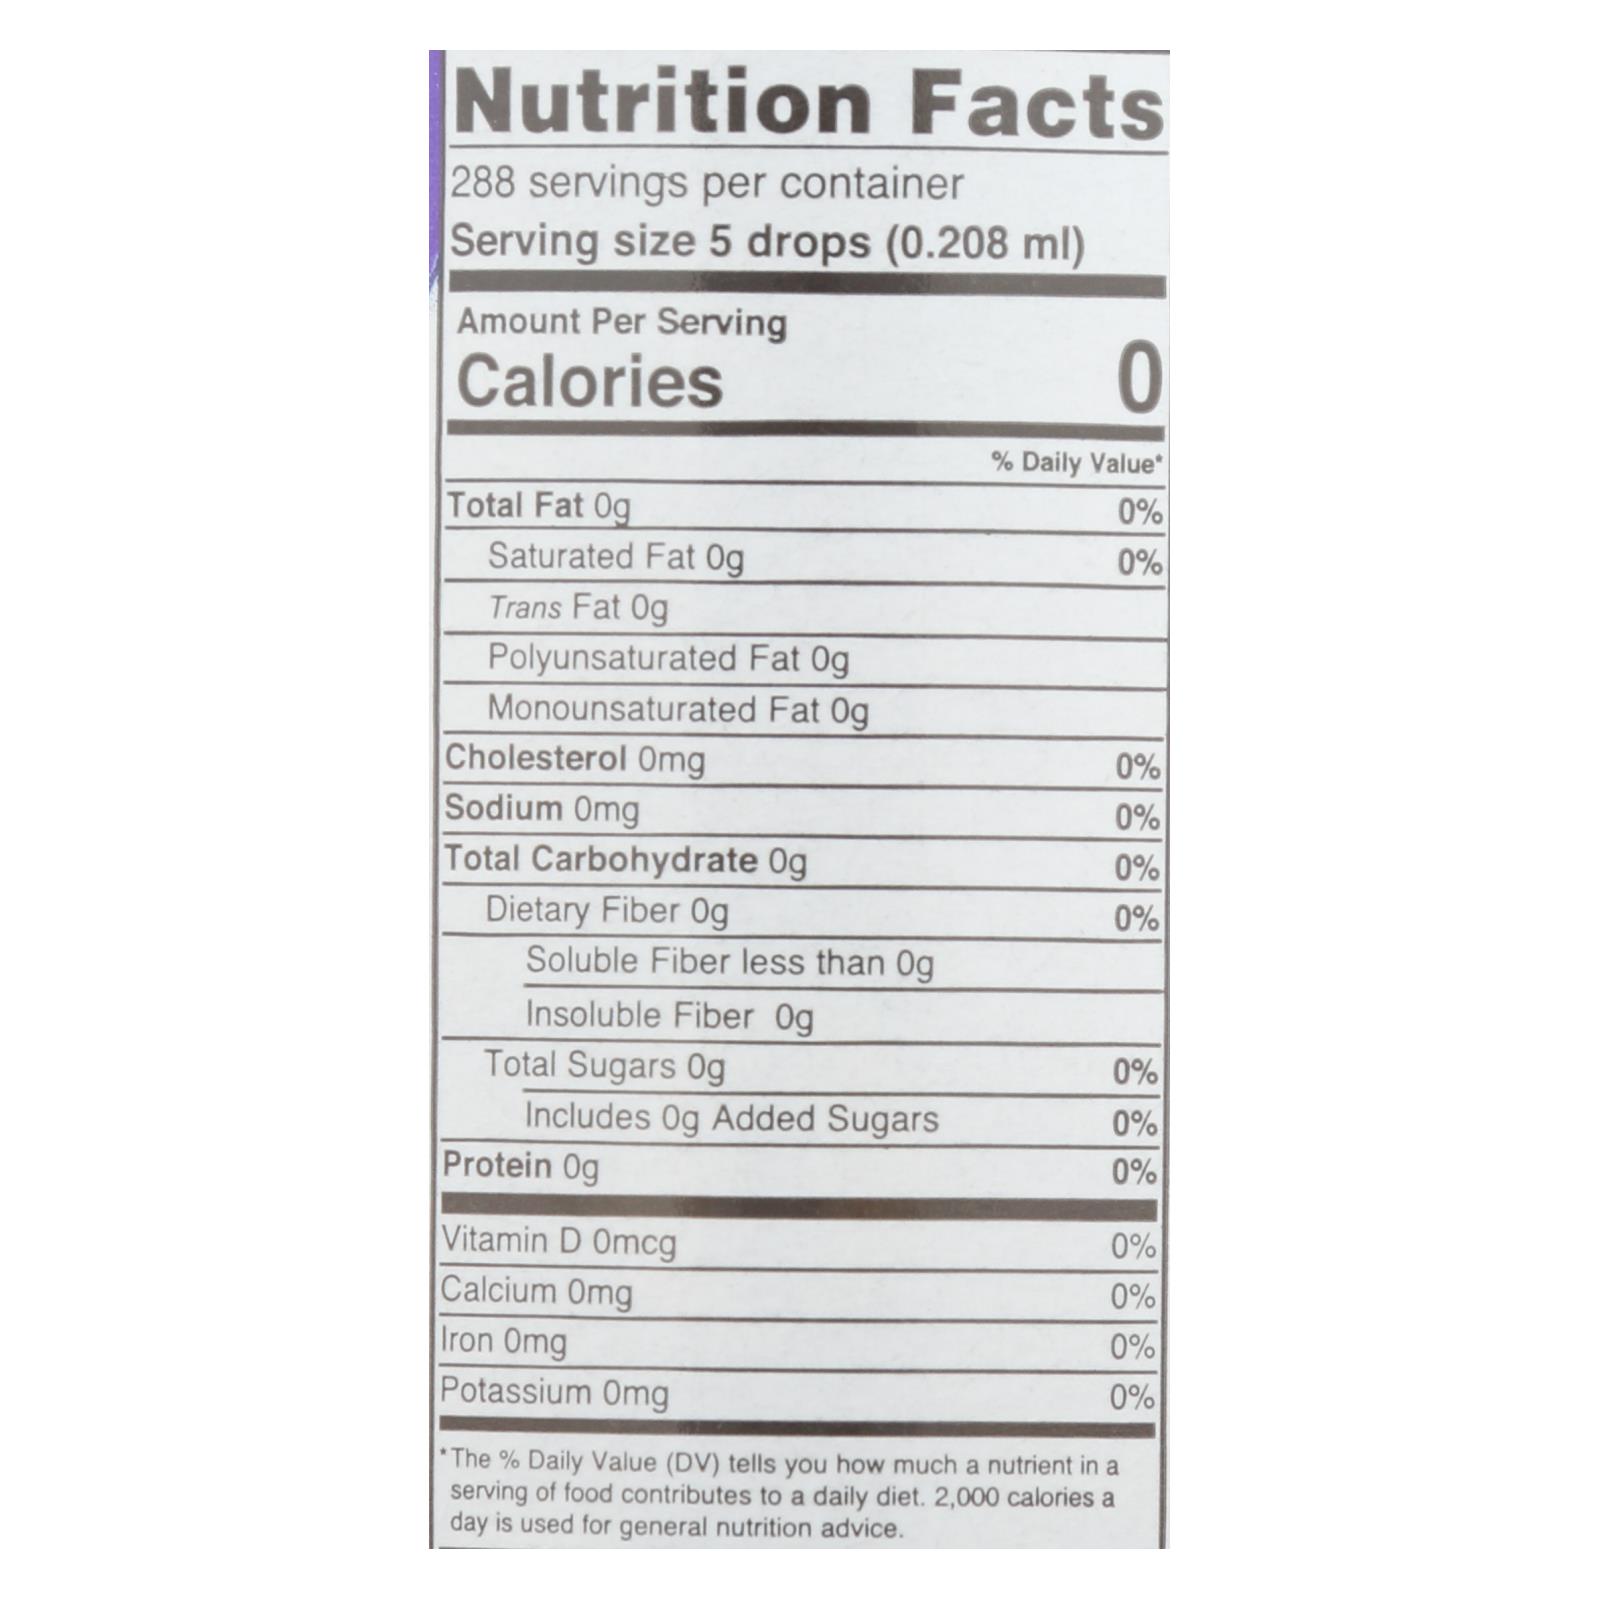 Nutrition Facts
288 servings per container
Serving size 5 drops (0.208 ml)
Amount Per Serving
Calories 0
% Daily Value*
Total Fat 0g 0%
Saturated Fat 0g 0%
Trans Fat 0g
Polyunsaturated Fat 0g
Monounsaturated Fat 0g
Cholesterol 0mg 0%
Sodium 0mg 0%
Total Carbohydrate 0g 0%
Dietary Fiber 0g 0%
Soluble Fiber less than 0g
Insoluble Fiber 0g
Total Sugars 0g 0%
Includes 0g Added Sugars 0%
Protein 0g 0%
Vitamin D 0mcg 0%
Calcium 0mg 0%
Iron 0mg 0%
Potassium 0mg 0%
*The % Daily Value (DV) tells you how much a nutrient in a
serving of food contributes to a daily diet. 2,000 calories a
day is used for general nutrition advice.